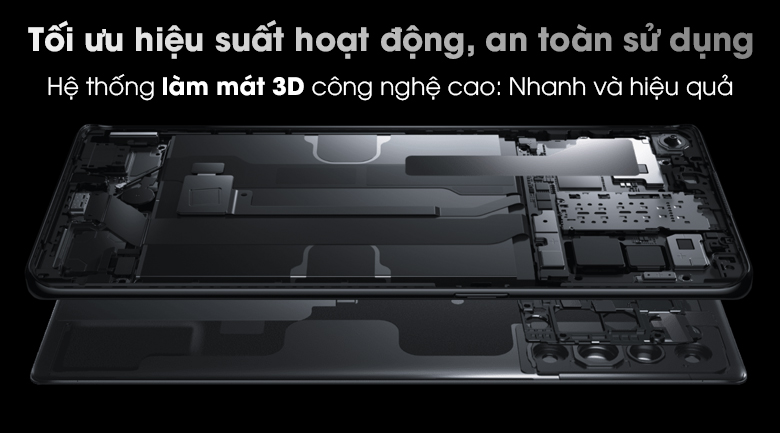 Tối ưu hiệu suất hoạt động, an toàn sử dụng
Hệ thống làm mát 3D công nghệ cao: Nhanh và hiệu quả